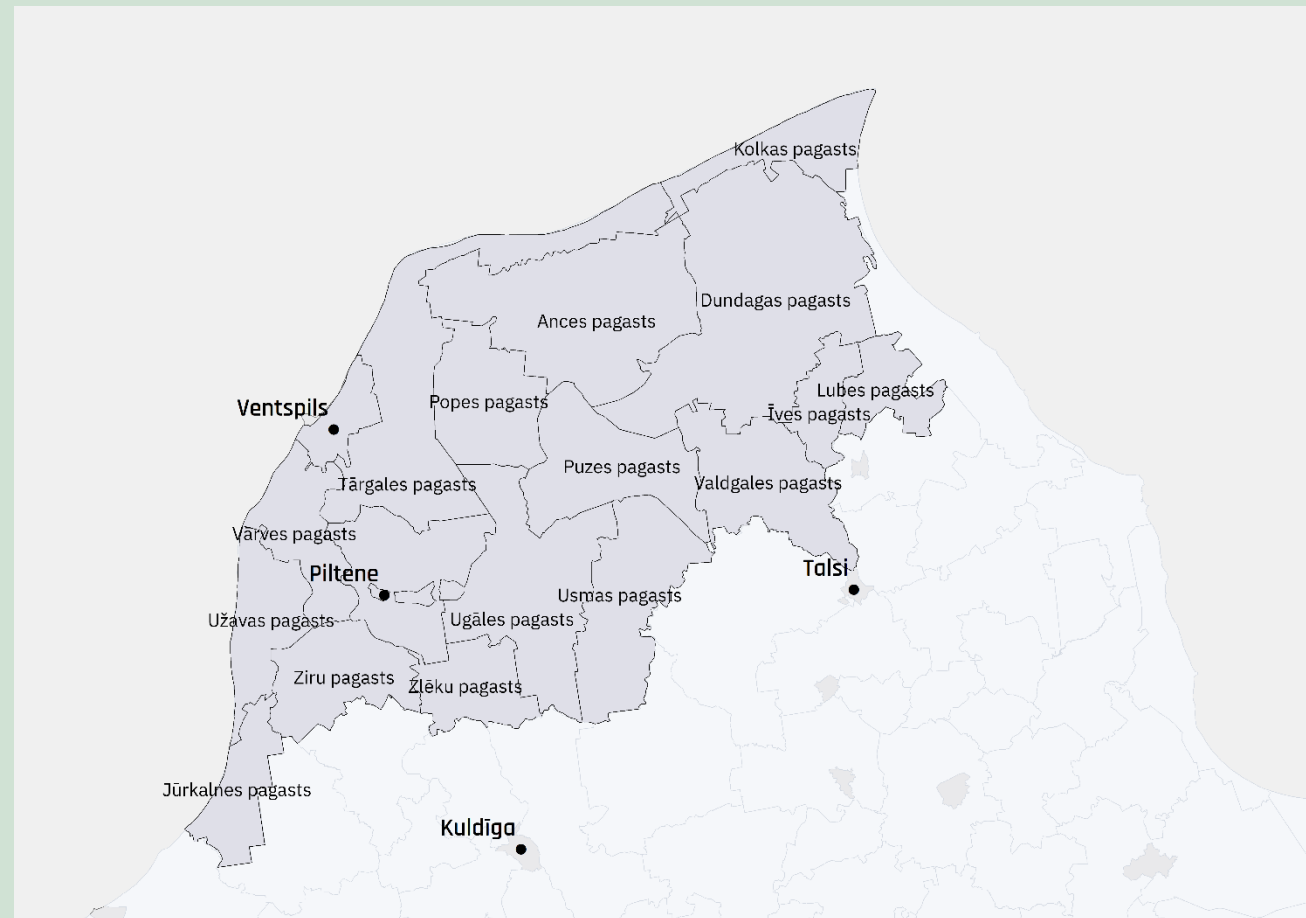 Kolkas pagasts
Dundagas pagasts
Ances pagasts
Lubes pagasts
Popes pagasts
Ventspils
Īves pagasts
Puzes pagasts
Valdgales pagasts
Tārgales pagasts
Vārves pagasts
Talsi
Piltene
Usmas pagasts
Ugāles pagasts
Užavas pagasts
Ziru pagasts
Zlēku pagasts
Jūrkalnes pagasts
Kuldīga